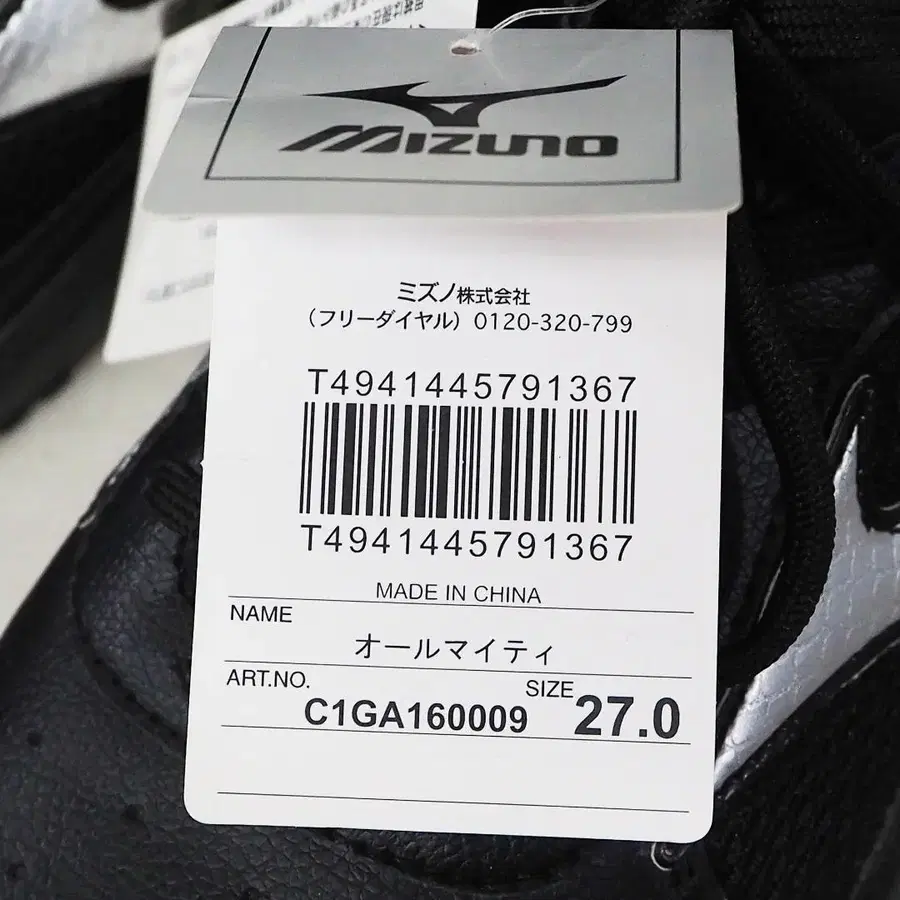 MIZUNO
ミズノ株式会社
（フリーダイヤル）0120-320-799
T4941445791367
T4941445791367
MADE IN CHINA
NAME
オールマイティ
ART.NO.
C1GA160009
SIZE
27.0